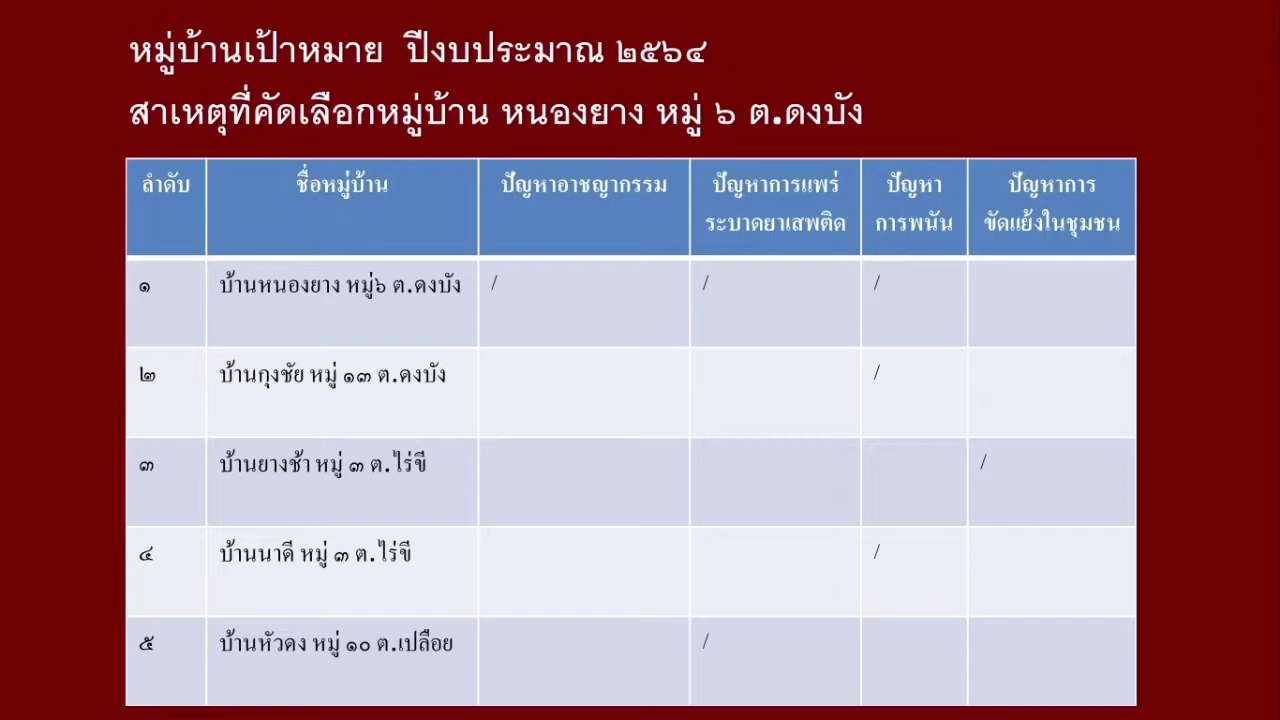 หมู่บ้านเป้าหมาย ปีงบประมาณ ๒๕๖๔
สาเหตุที่คัดเลือกหมู่บ้าน หนองยาง หมู่ ๖ ต.ดงบัง
ลำดับ ชื่อหมู่บ้าน ปัญหาอาชญากรรม ปัญหาการแพร่ระบาดยาเสพติด ปัญหาการพนัน ปัญหาการขัดแย้งในชุมชน
๑ บ้านหนองยาง หมู่๖ ต.ดงบัง / / /
๒ บ้านกุงชัย หมู่ ๑๓ ต.ดงบัง /
๓ บ้านยางช้า หมู่ ๓ ต.ไร่ขี /
๔ บ้านนาดี หมู่ ๓ ต.ไร่ขี /
๕ บ้านหัวดง หมู่ ๑๐ ต.เปลือย /